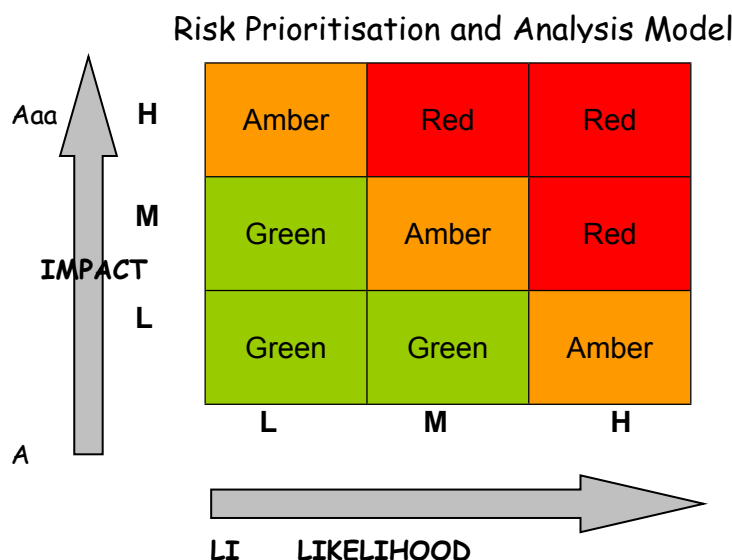 Risk Prioritisation and Analysis Model
Aaa H Amber Red Red
M Green Amber Red
IMPACT
L Green Green Amber
L M H
A
LI LIKELIHOOD